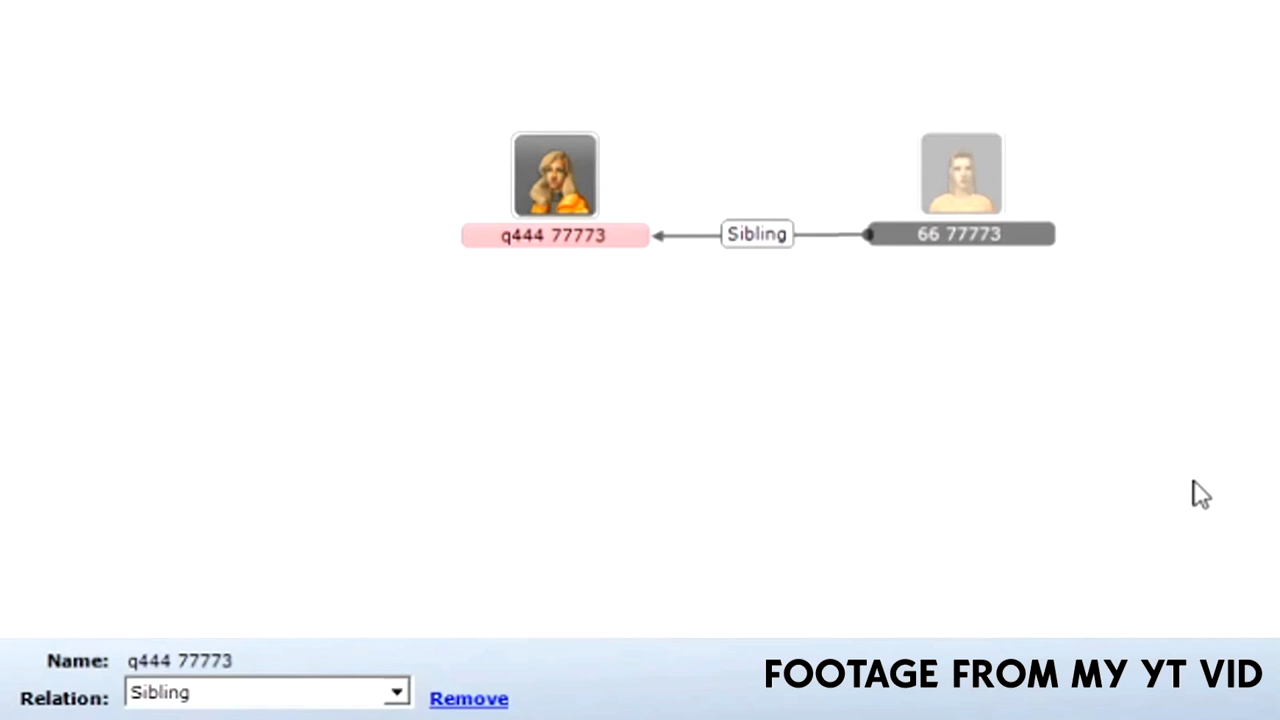 q444 77773
Sibling
66 77773
Name: q444 77773
Relation: Sibling Remove
FOOTAGE FROM MY YT VID